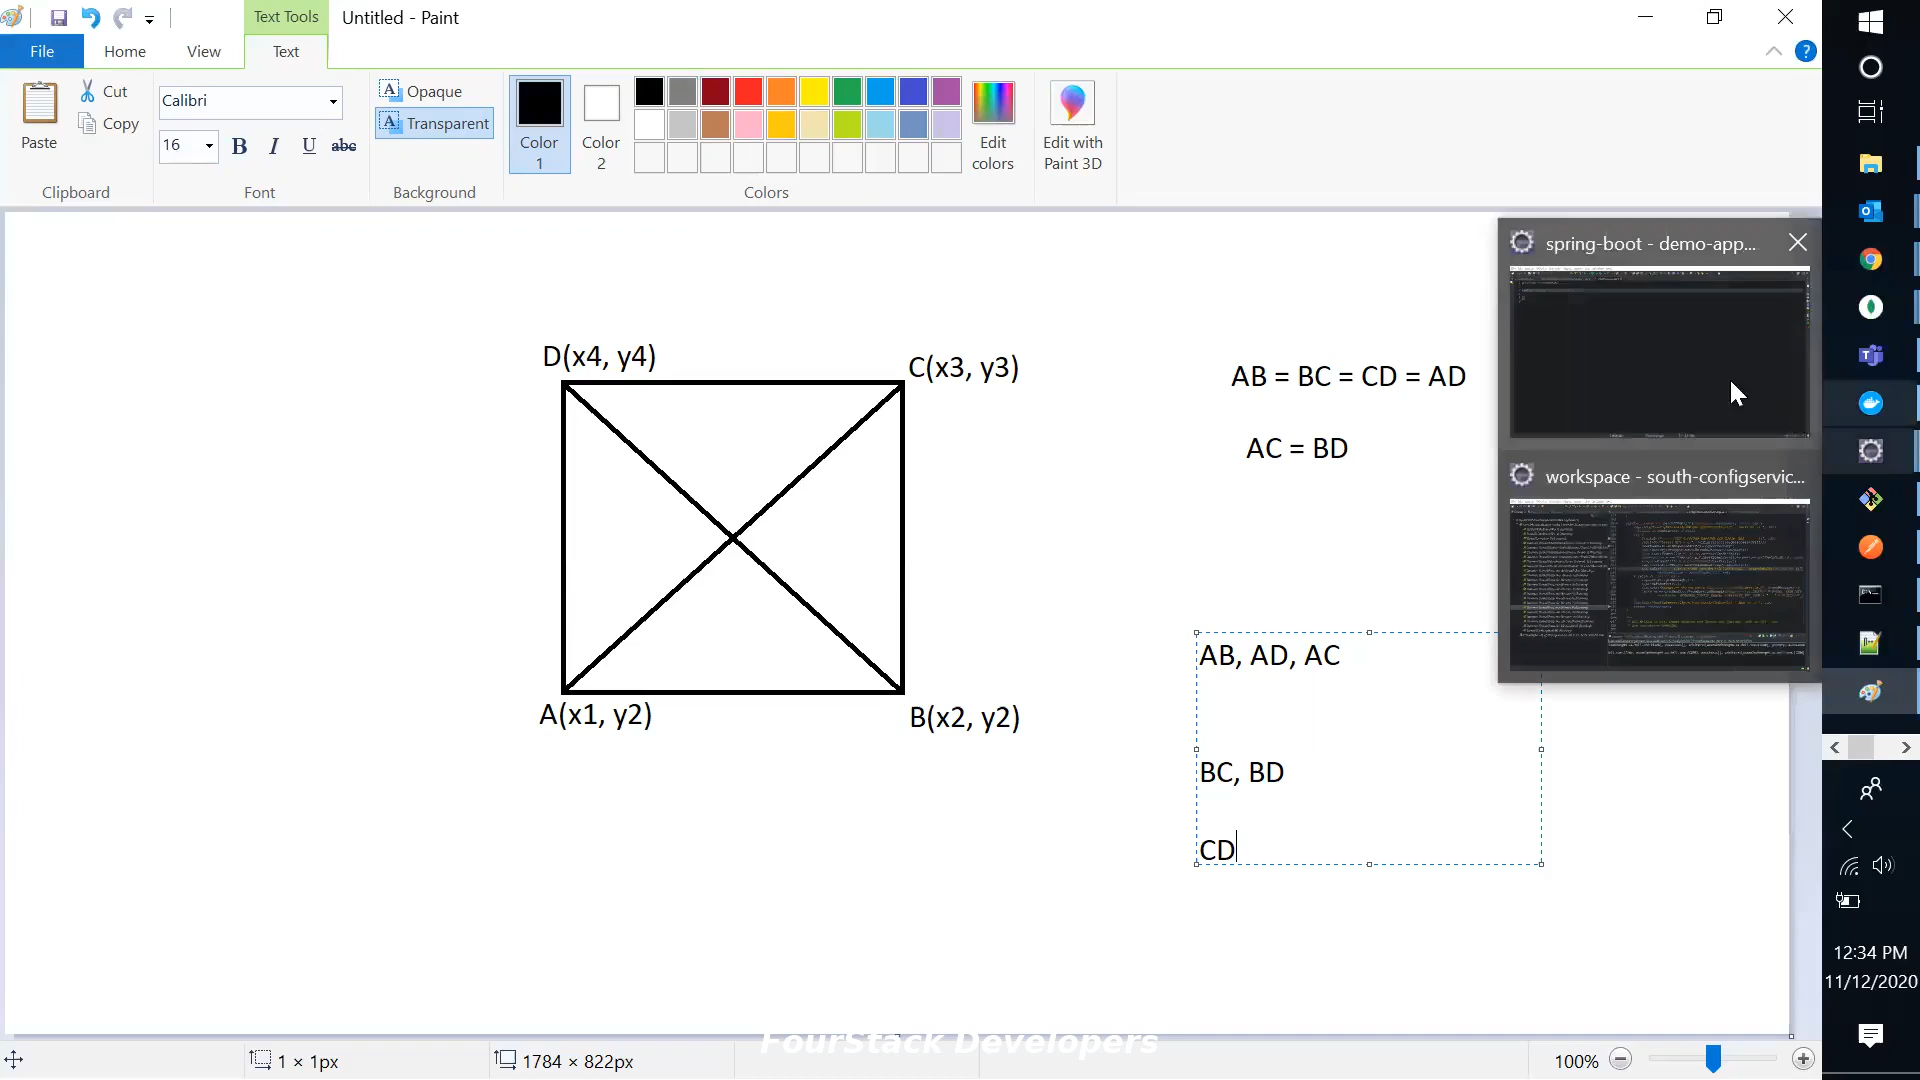 Text Tools
Untitled - Paint
File
Home
View
Text
Paste
Cut
Copy
Clipboard
Calibri
16
B I U abc
Font
Opaque
Transparent
Background
Color 1
Color 2
Edit colors
Colors
Edit with Paint 3D
D(x4, y4)
C(x3, y3)
A(x1, y2)
B(x2, y2)
AB = BC = CD = AD
AC = BD
AB, AD, AC
BC, BD
CD
spring-boot - demo-app...
workspace - south-configservic...
12:34 PM
11/12/2020
FourStack Developers
1 × 1px
1784 × 822px
100%